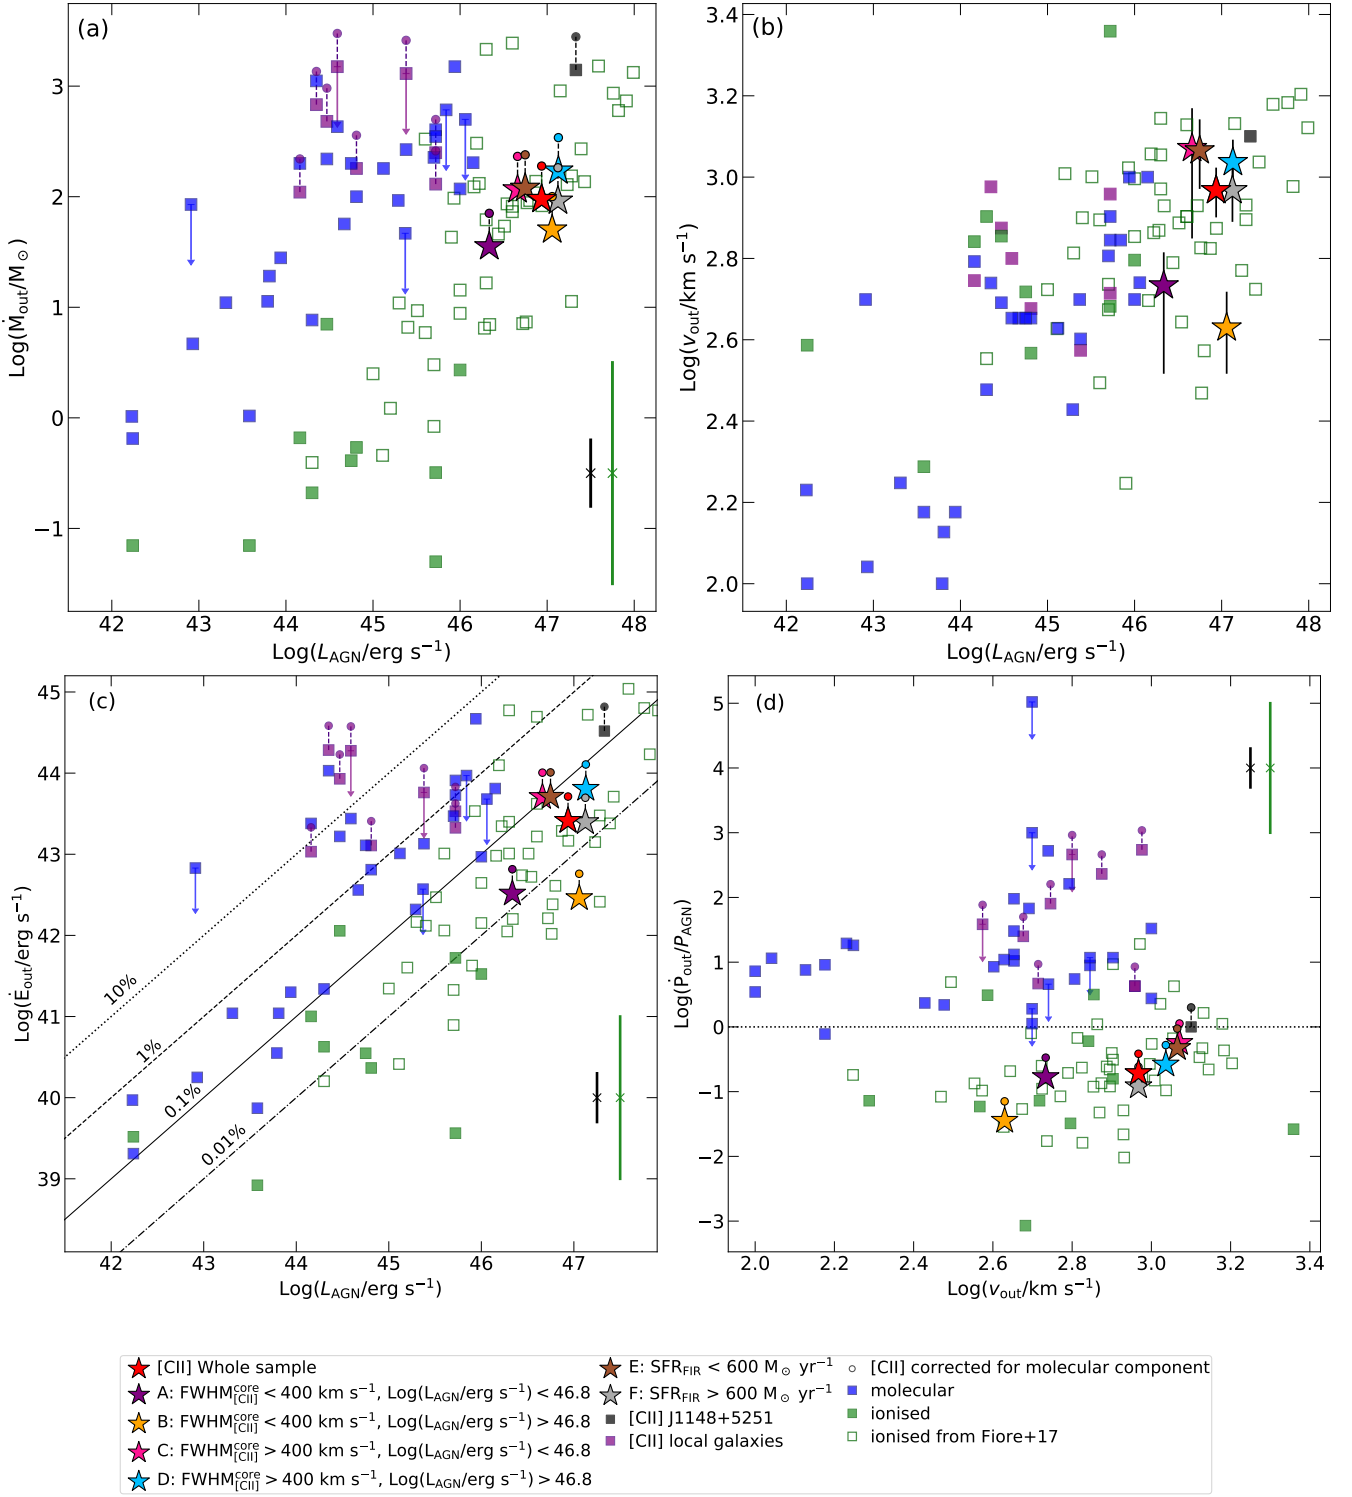 (a)
3
2
1
0
−1
42 43 44 45 46 47 48
Log(Ṁout/M⊙)
Log(LAGN/erg s−1)
(b)
3.4
3.2
3.0
2.8
2.6
2.4
2.2
2.0
42 43 44 45 46 47 48
Log(vout/km s−1)
Log(LAGN/erg s−1)
(c)
45
44
43
42
41
40
39
10%
1%
0.1%
0.01%
42 43 44 45 46 47
Log(Ėout/erg s−1)
Log(LAGN/erg s−1)
(d)
5
4
3
2
1
0
−1
−2
−3
2.0 2.2 2.4 2.6 2.8 3.0 3.2 3.4
Log(Ṗout/PAGN)
Log(vout/km s−1)
[CII] Whole sample
A: FWHM[CII]core < 400 km s−1, Log(LAGN/erg s−1) < 46.8
B: FWHM[CII]core < 400 km s−1, Log(LAGN/erg s−1) > 46.8
C: FWHM[CII]core > 400 km s−1, Log(LAGN/erg s−1) < 46.8
D: FWHM[CII]core > 400 km s−1, Log(LAGN/erg s−1) > 46.8
E: SFRFIR < 600 M⊙ yr−1
F: SFRFIR > 600 M⊙ yr−1
[CII] J1148+5251
[CII] local galaxies
[CII] corrected for molecular component
molecular
ionised
ionised from Fiore+17